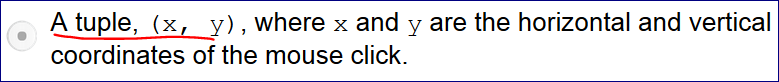 A tuple, (x, y), where x and y are the horizontal and vertical
coordinates of the mouse click.